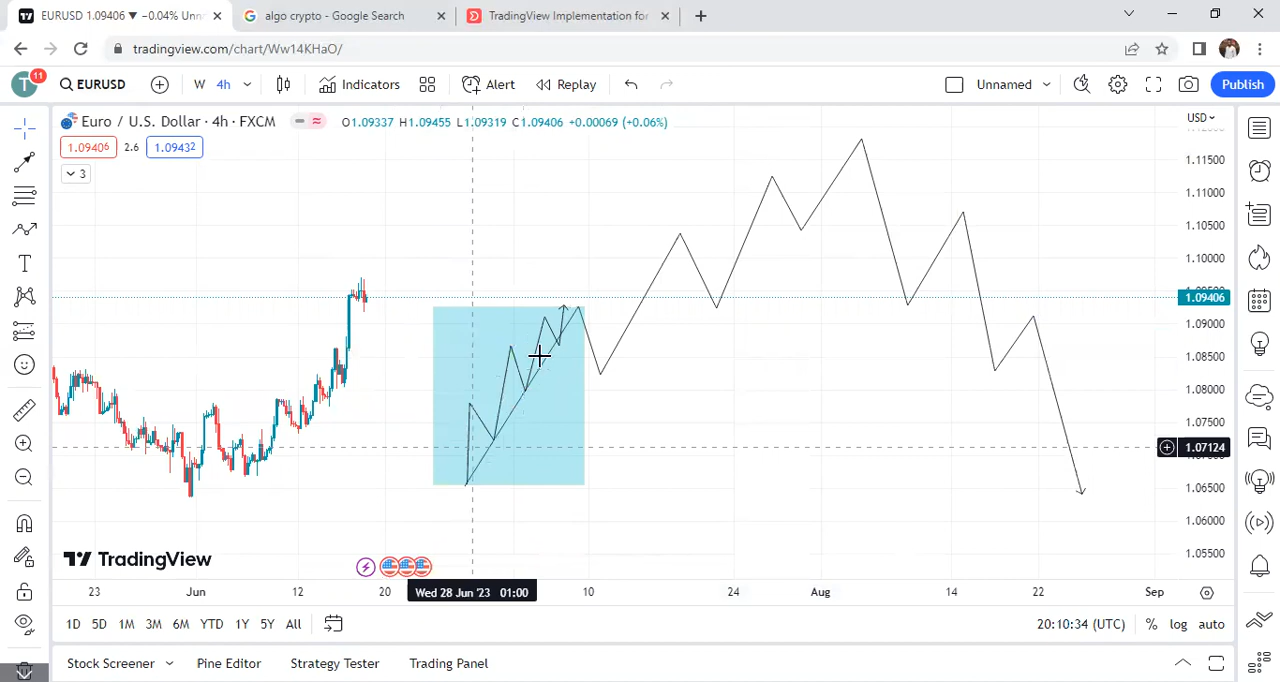 EURUSD 1.09406 ▼ −0.04% Unn
algo crypto - Google Search
TradingView Implementation for
tradingview.com/chart/Ww14KHaO/
T
11
EURUSD
W
4h
Indicators
Alert
Replay
Unnamed
Publish
Euro / U.S. Dollar · 4h · FXCM
O1.09337 H1.09455 L1.09319 C1.09406 +0.00069 (+0.06%)
USD
1.09406
2.6
1.09432
3
1.11500
1.11000
1.10500
1.10000
1.09406
1.09000
1.08500
1.08000
1.07500
1.07124
1.06500
1.06000
1.05500
TradingView
23
Jun
12
20
Wed 28 Jun '23 01:00
10
24
Aug
14
22
Sep
1D 5D 1M 3M 6M YTD 1Y 5Y All
20:10:34 (UTC)
%
log
auto
Stock Screener
Pine Editor
Strategy Tester
Trading Panel